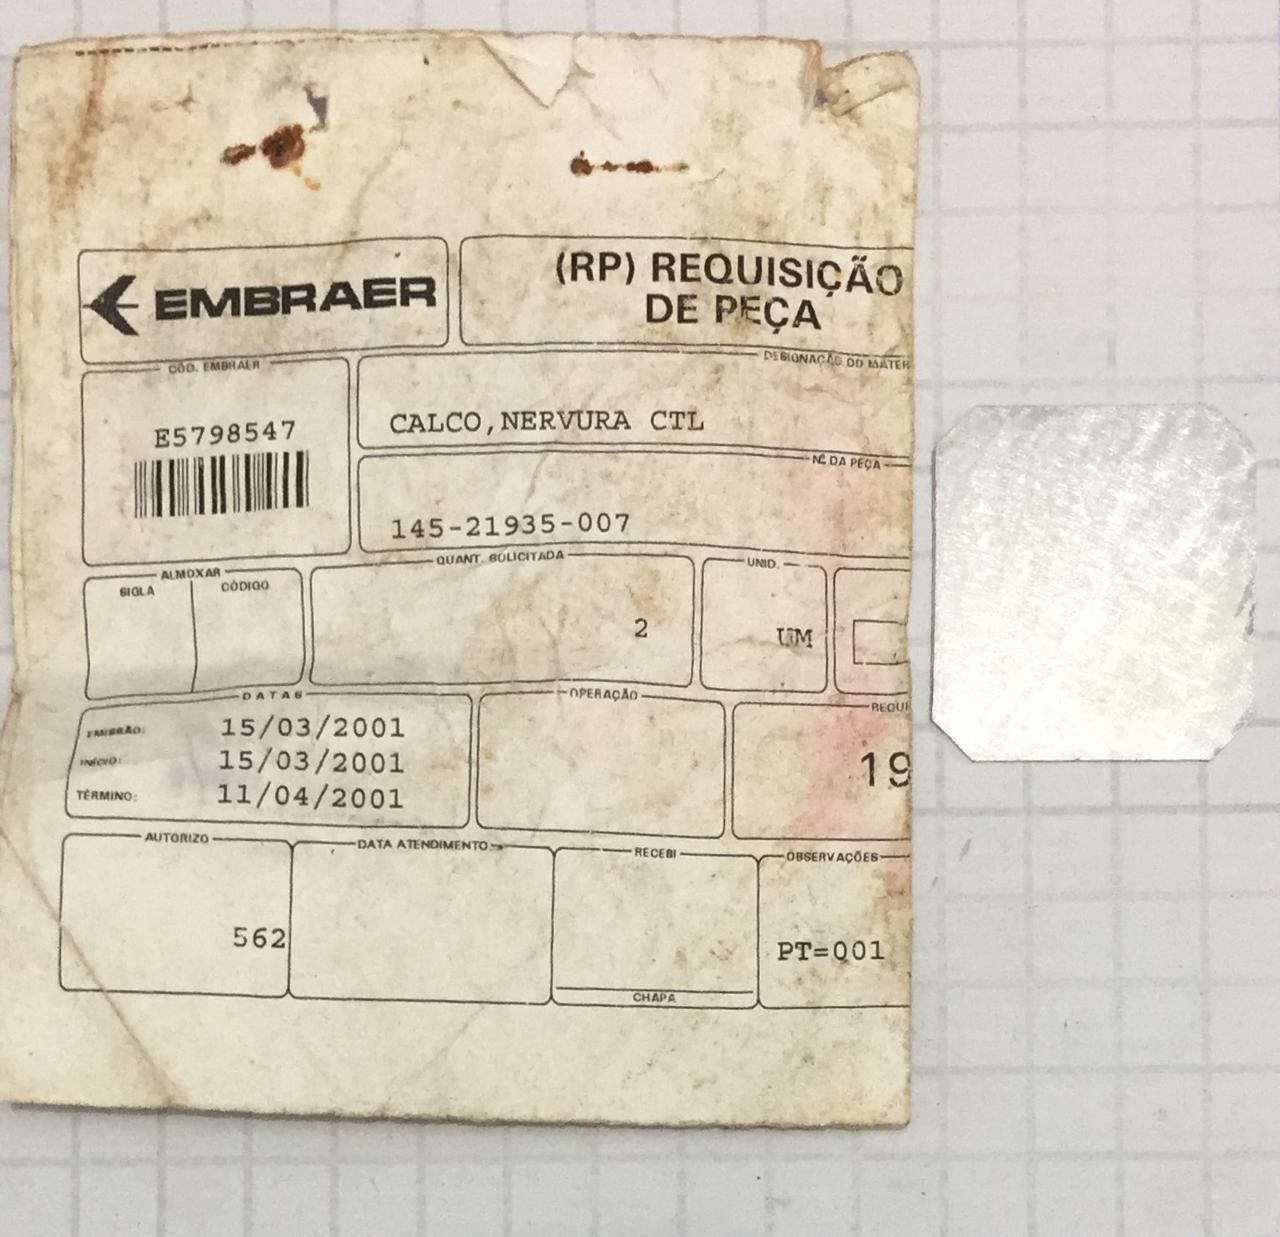 EMBRAER
(RP) REQUISIÇÃO
DE PEÇA
CÓD. EMBRAER
E5798547
DESIGNAÇÃO DO MATER
CALCO,NERVURA CTL
Nº DA PEÇA
145-21935-007
ALMOXAR
SIGLA CÓDIGO
QUANT. SOLICITADA
2
UNID.
UM
DATAS
EMISSÃO: 15/03/2001
INÍCIO: 15/03/2001
TÉRMINO: 11/04/2001
OPERAÇÃO
REQUI
19
AUTORIZO
562
DATA ATENDIMENTO
RECEBI
CHAPA
OBSERVAÇÕES
PT=001